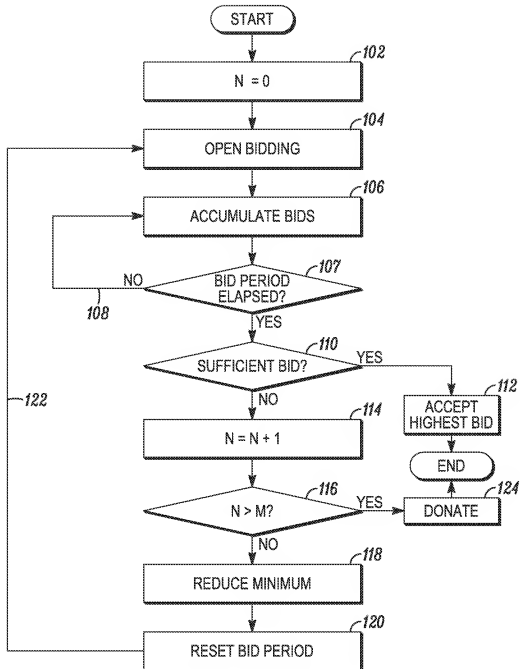 START
102
N = 0
104
OPEN BIDDING
106
ACCUMULATE BIDS
107
NO
BID PERIOD
ELAPSED?
108
YES
110
SUFFICIENT BID?
YES
112
ACCEPT
HIGHEST BID
122
NO
114
N = N + 1
END
116
N > M?
YES
124
DONATE
NO
118
REDUCE MINIMUM
120
RESET BID PERIOD